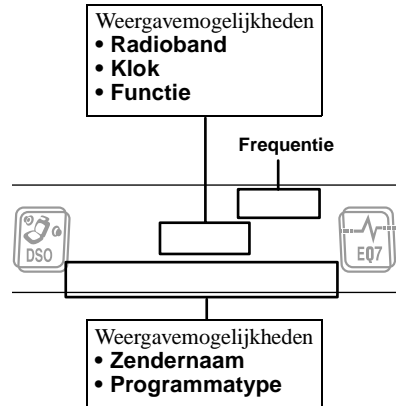 Weergavemogelijkheden
• Radioband
• Klok
• Functie
Frequentie
DSO
EQ7
Weergavemogelijkheden
• Zendernaam
• Programmatype